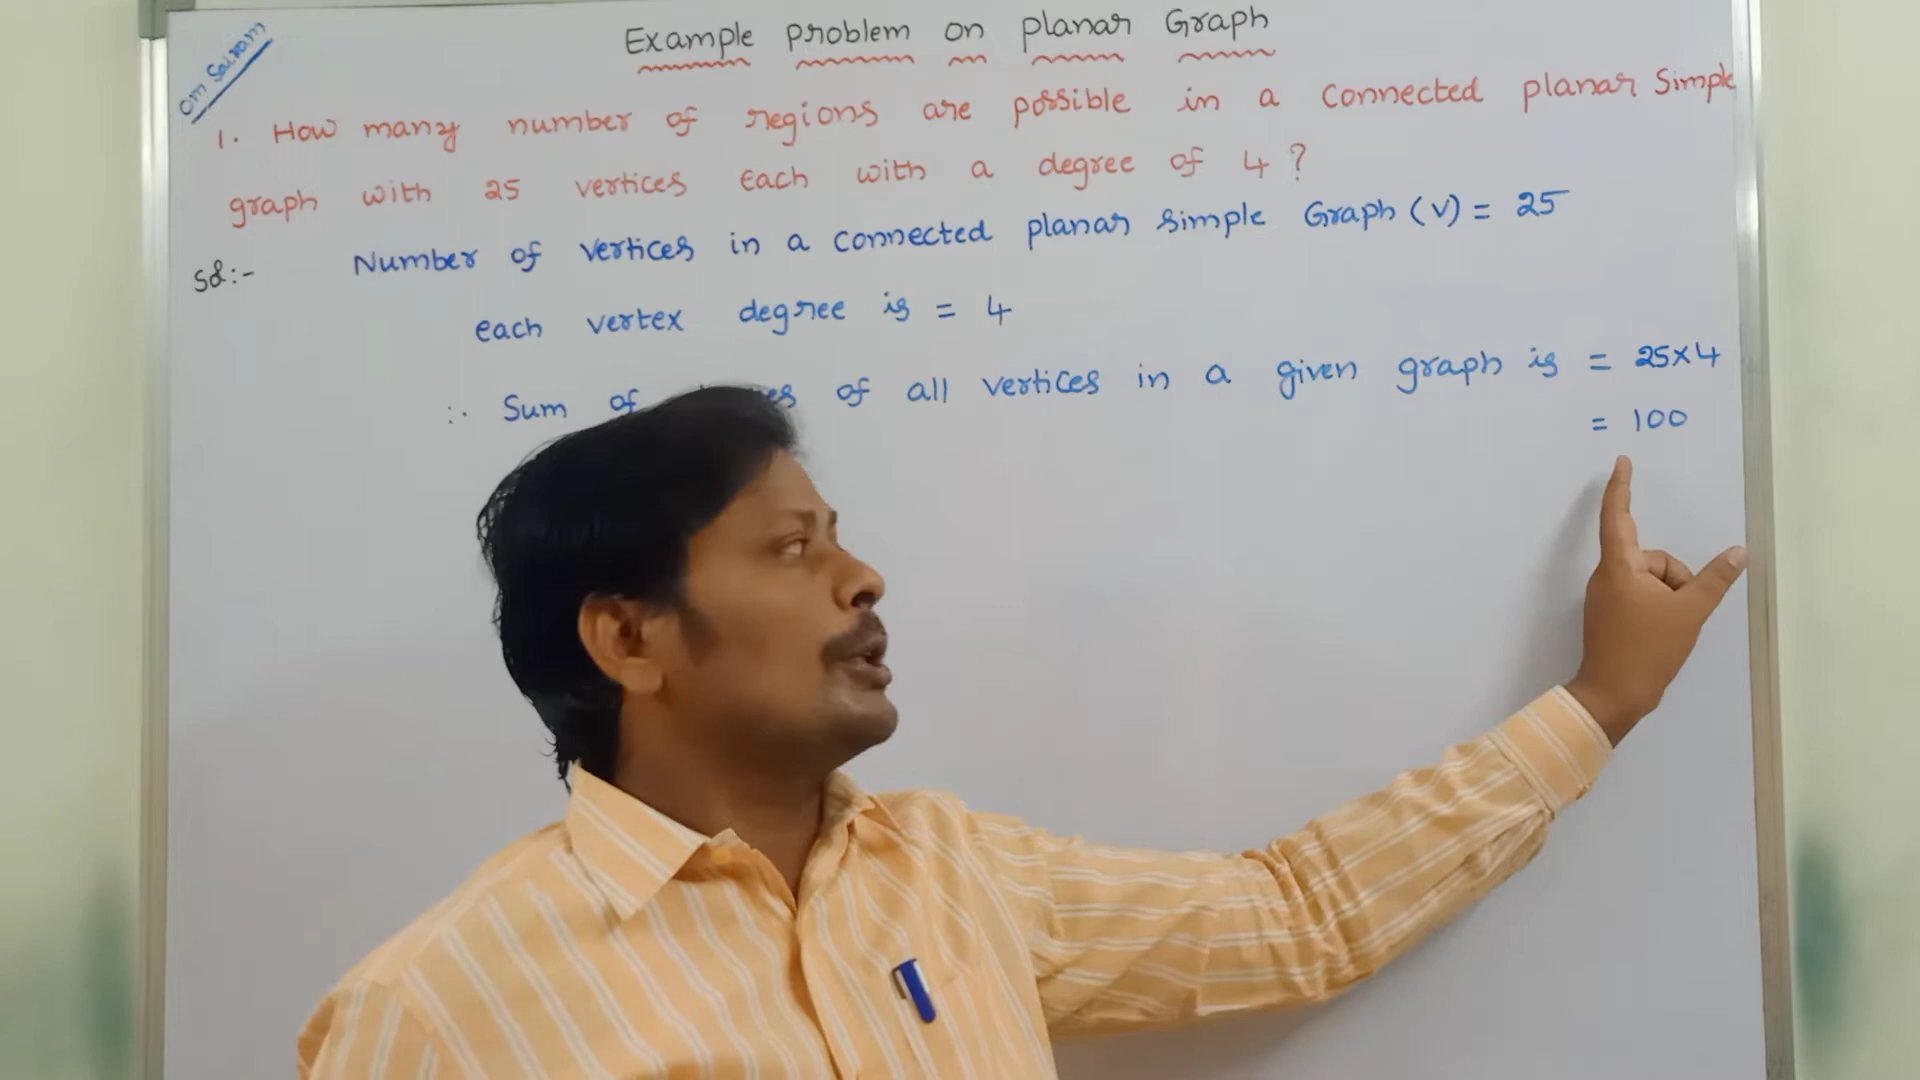 Om Sairam
Example problem on planar Graph
1. How many number of regions are possible in a connected planar Simple
graph with 25 vertices each with a degree of 4 ?
Sol:- Number of vertices in a connected planar simple Graph (V) = 25
each vertex degree is = 4
∴ Sum of of all vertices in a given graph is = 25×4
= 100